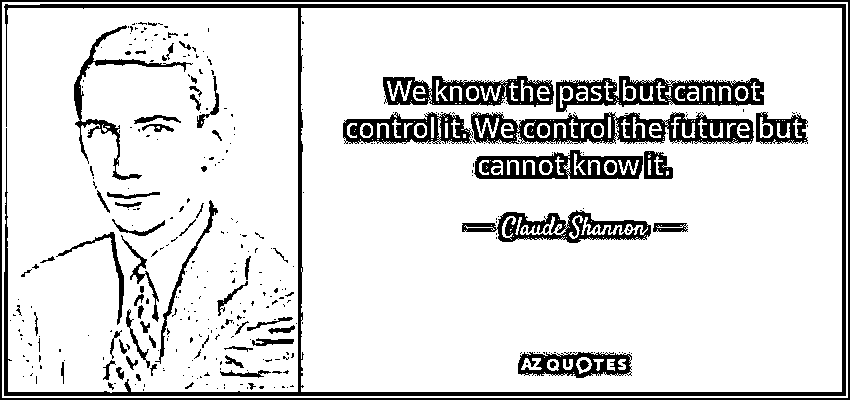 We know the past but cannot
control it. We control the future but
cannot know it.
— Claude Shannon —
AZ QUOTES